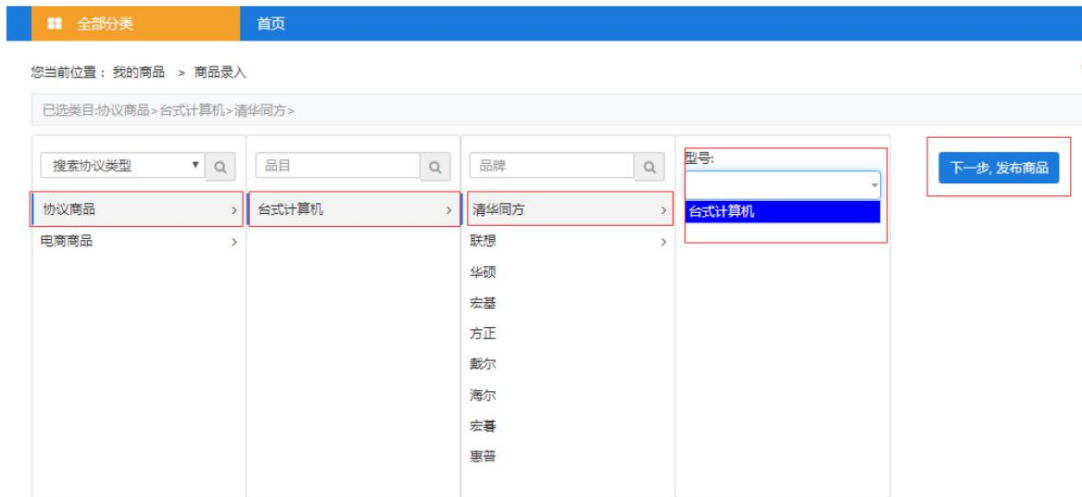 全部分类
首页
您当前位置： 我的商品 > 商品录入
已选类目:协议商品>台式计算机>清华同方>
搜索协议类型
品目
品牌
型号:
下一步, 发布商品
协议商品 >
台式计算机 >
清华同方 >
台式计算机
电商商品 >
联想 >
华硕
宏基
方正
戴尔
海尔
宏碁
惠普